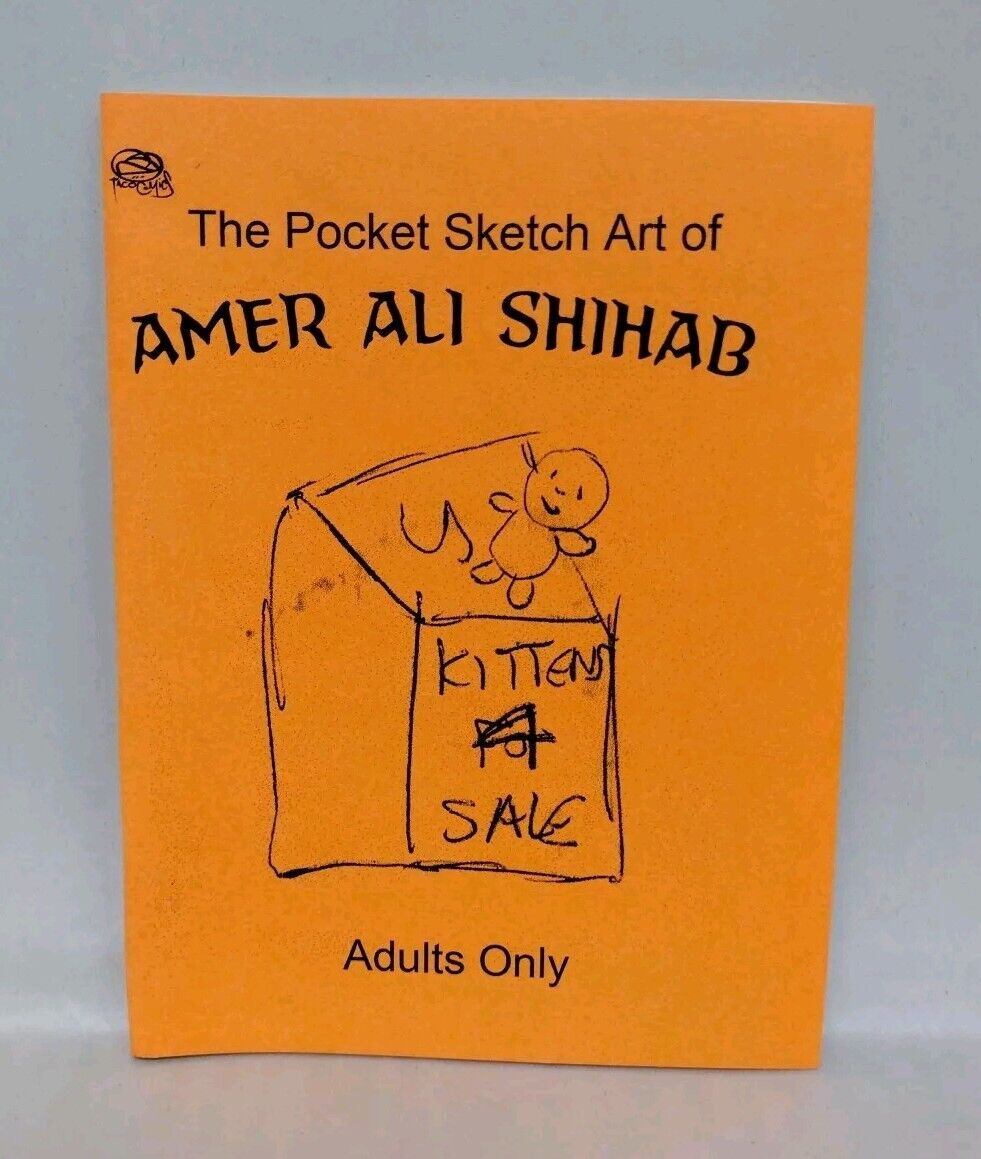 The Pocket Sketch Art of
AMER ALI SHIHAB
KITTENS
SALE
Adults Only